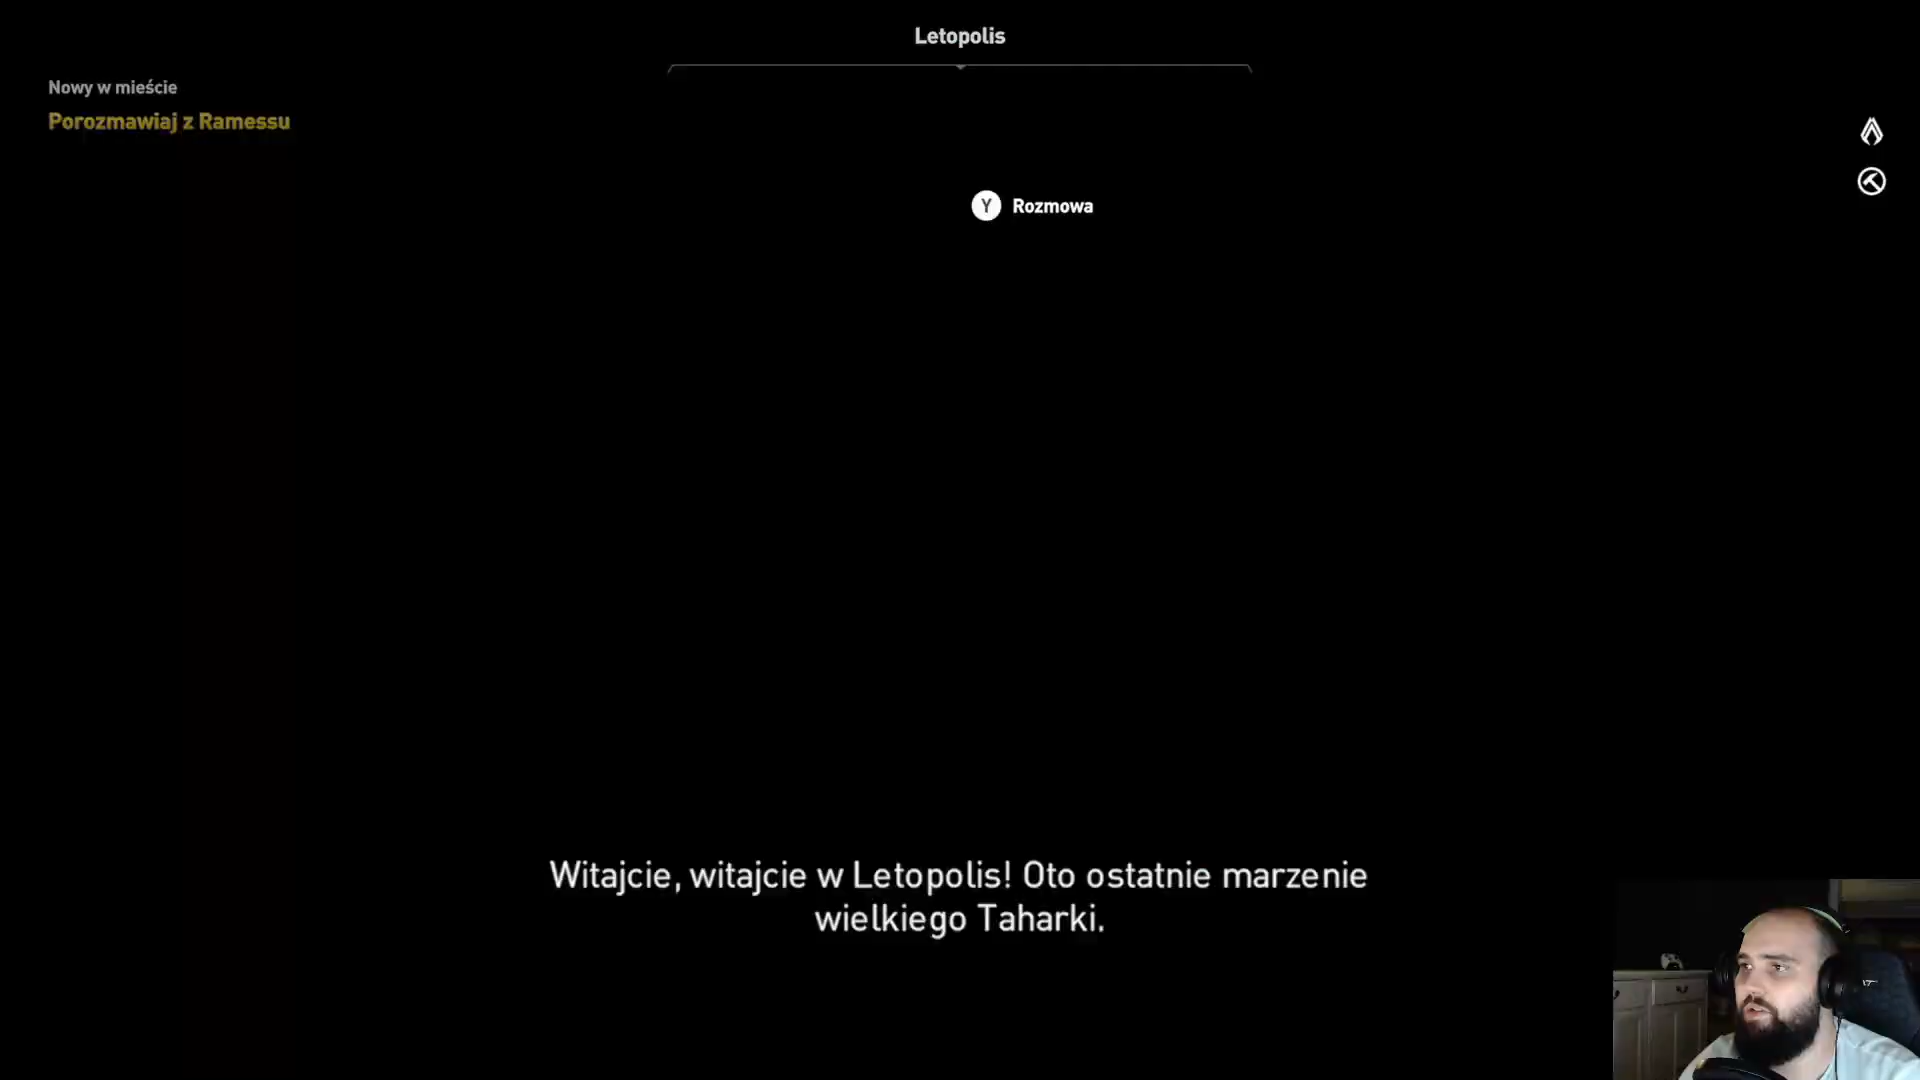 Letopolis
Nowy w mieście
Porozmawiaj z Ramessu
Y Rozmowa
Witajcie, witajcie w Letopolis! Oto ostatnie marzenie
wielkiego Taharki.